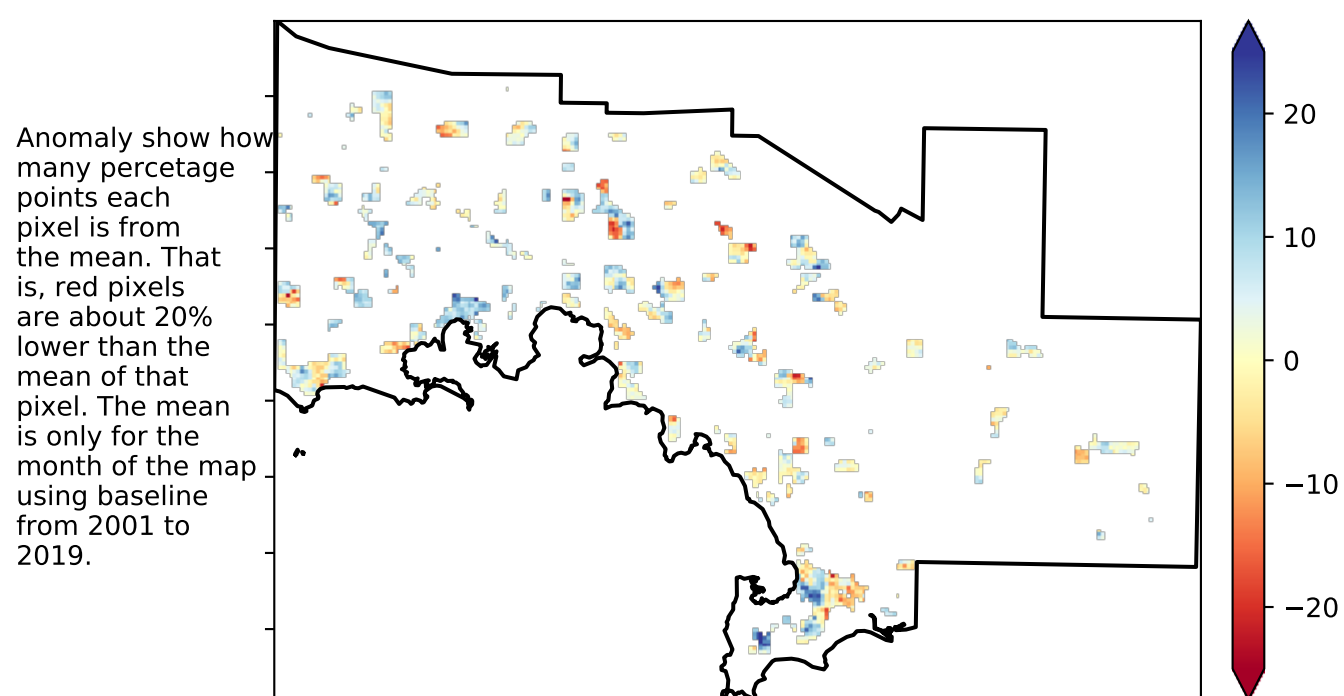 Anomaly show how
many percetage
points each
pixel is from
the mean. That
is, red pixels
are about 20%
lower than the
mean of that
pixel. The mean
is only for the
month of the map
using baseline
from 2001 to
2019.
20
10
0
−10
−20